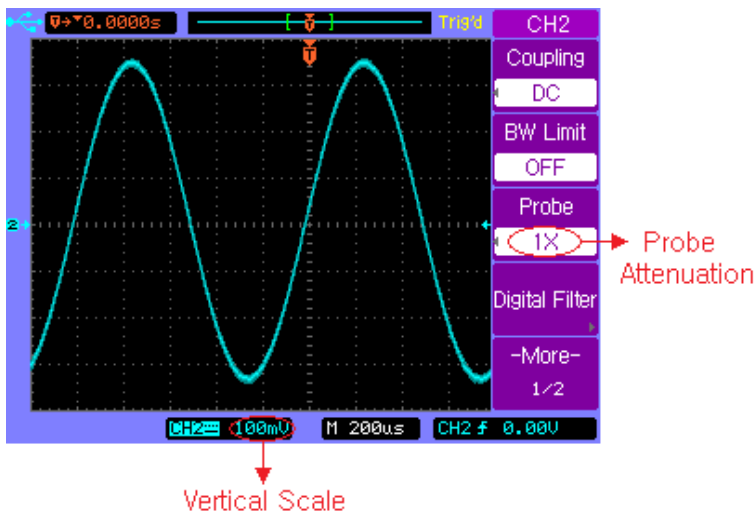 T→▼0.0000s [ T ] Trig'd CH2
T
Coupling
DC
BW Limit
OFF
Probe
1X
Probe
Attenuation
Digital Filter
-More-
1/2
2
CH2 100mV M 200us CH2 0.00V
Vertical Scale